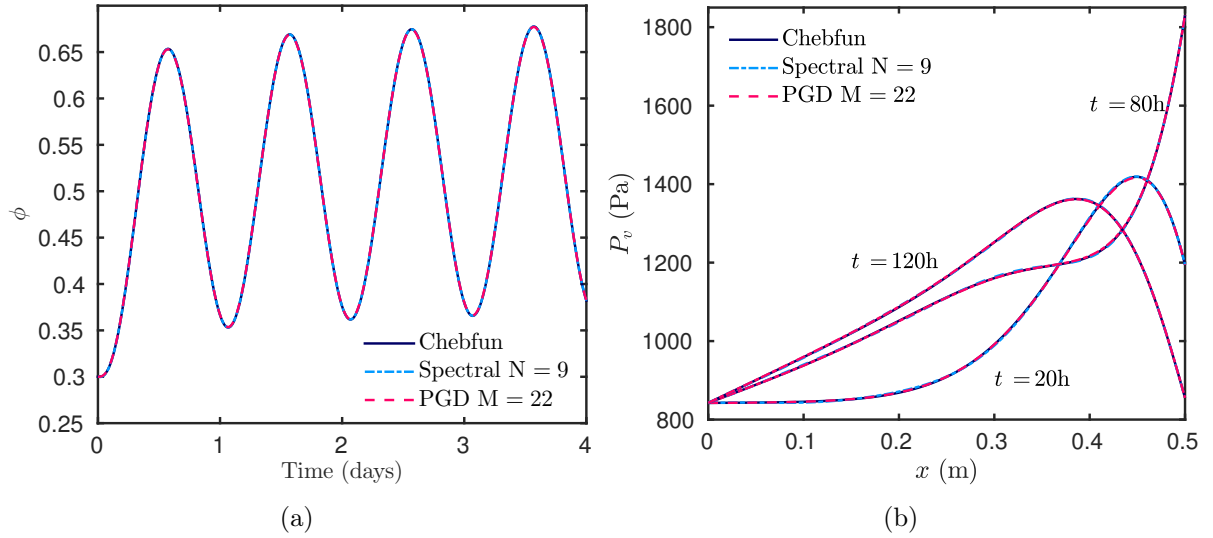 0.65
0.6
0.55
0.5
0.45
0.4
0.35
0.3
0.25
ϕ
0 1 2 3 4
Time (days)
Chebfun
Spectral N = 9
PGD M = 22
(a)
1800
1600
1400
1200
1000
800
P_v (Pa)
Chebfun
Spectral N = 9
PGD M = 22
t = 80h
t = 120h
t = 20h
0 0.1 0.2 0.3 0.4 0.5
x (m)
(b)